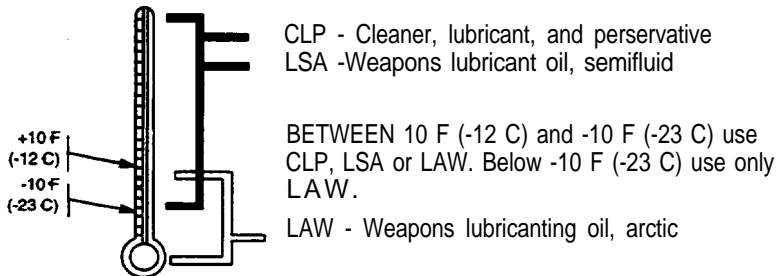 CLP - Cleaner, lubricant, and perservative
LSA -Weapons lubricant oil, semifluid
+10 F
(-12 C)
-10 F
(-23 C)
BETWEEN 10 F (-12 C) and -10 F (-23 C) use
CLP, LSA or LAW. Below -10 F (-23 C) use only
LAW.
LAW - Weapons lubricanting oil, arctic